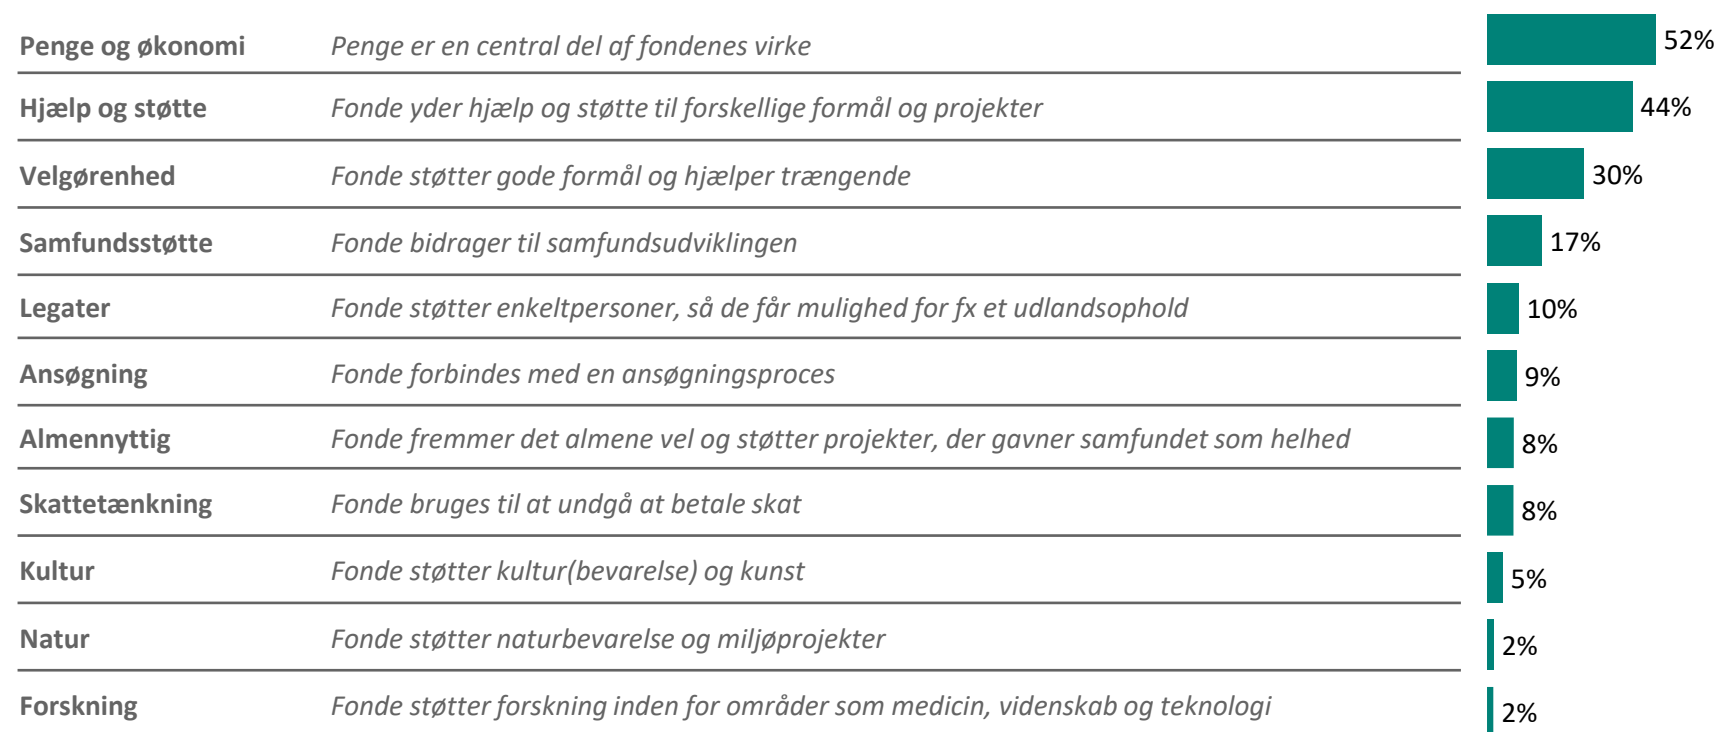 Penge og økonomi Penge er en central del af fondenes virke 52%
Hjælp og støtte Fonde yder hjælp og støtte til forskellige formål og projekter 44%
Velgørenhed Fonde støtter gode formål og hjælper trængende 30%
Samfundsstøtte Fonde bidrager til samfundsudviklingen 17%
Legater Fonde støtter enkeltpersoner, så de får mulighed for fx et udlandsophold 10%
Ansøgning Fonde forbindes med en ansøgningsproces 9%
Almennyttig Fonde fremmer det almene vel og støtter projekter, der gavner samfundet som helhed 8%
Skattetænkning Fonde bruges til at undgå at betale skat 8%
Kultur Fonde støtter kultur(bevarelse) og kunst 5%
Natur Fonde støtter naturbevarelse og miljøprojekter 2%
Forskning Fonde støtter forskning inden for områder som medicin, videnskab og teknologi 2%